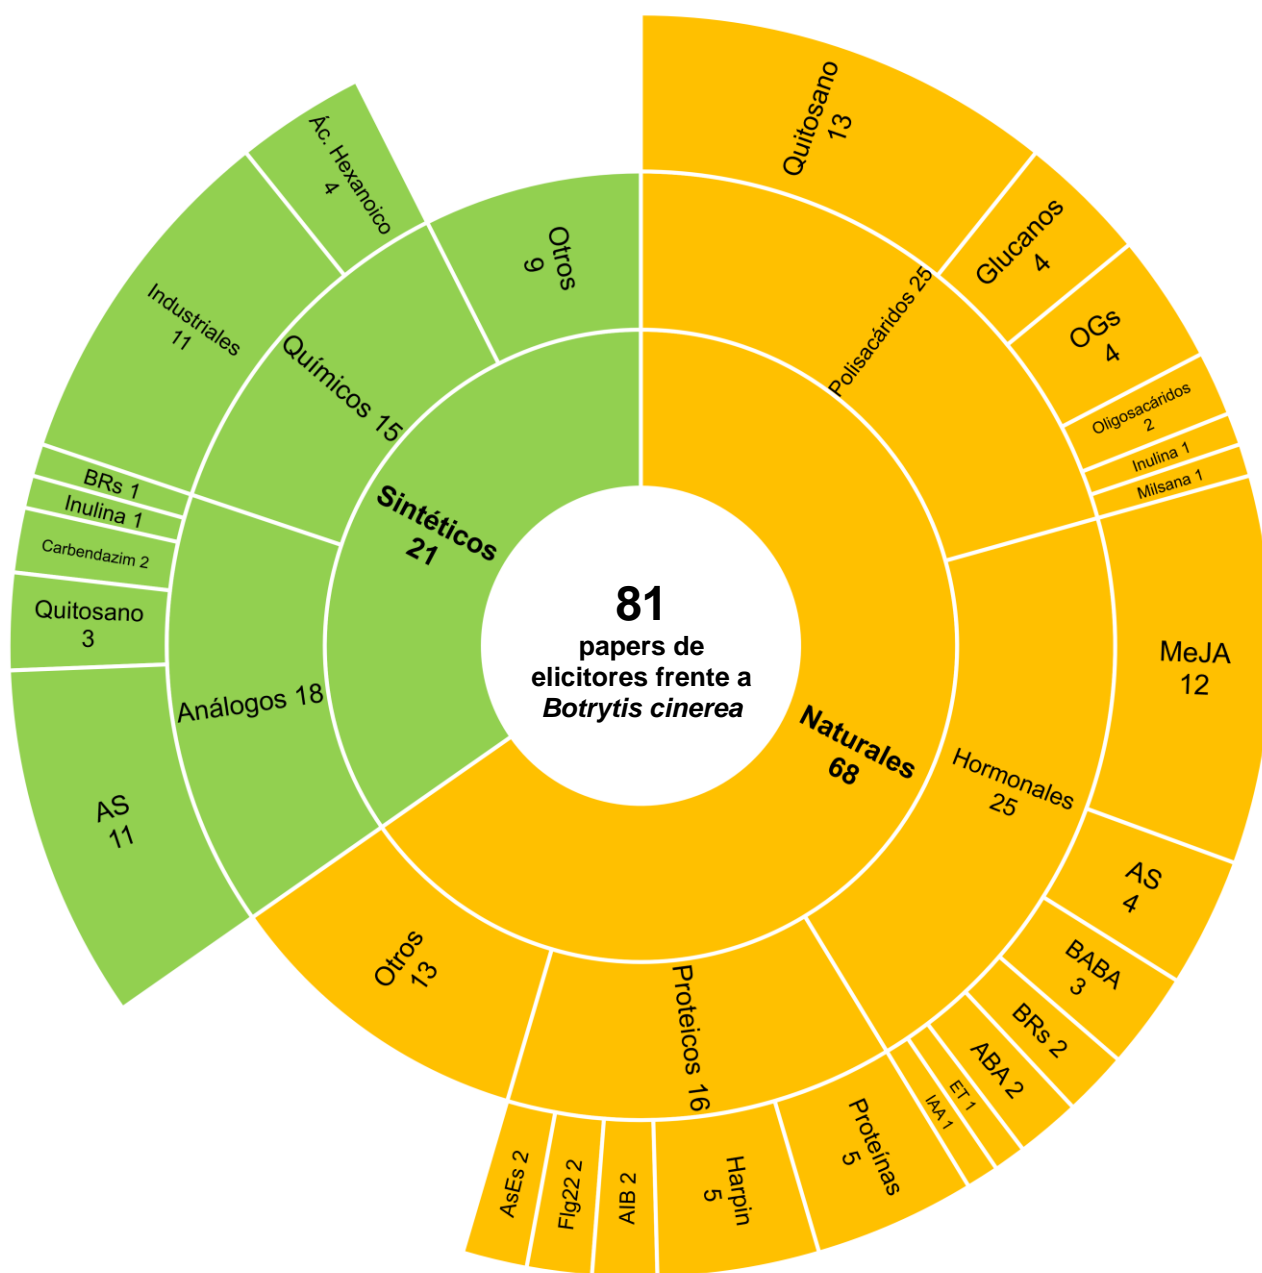 81
papers de
elicitores frente a
Botrytis cinerea
Naturales
68
Polisacáridos 25
Quitosano
13
Glucanos
4
OGs
4
Oligosacáridos
2
Inulina 1
Milsana 1
Hormonales
25
MeJA
12
AS
4
BABA
3
BRs 2
ABA 2
ET 1
IAA 1
Proteicos 16
Proteínas
5
Harpin
5
AIB 2
Flg22 2
AsEs 2
Otros
13
Sintéticos
21
Análogos 18
AS
11
Quitosano
3
Carbendazim 2
Inulina 1
BRs 1
Químicos 15
Industriales
11
Ác. Hexanoico
4
Otros
9